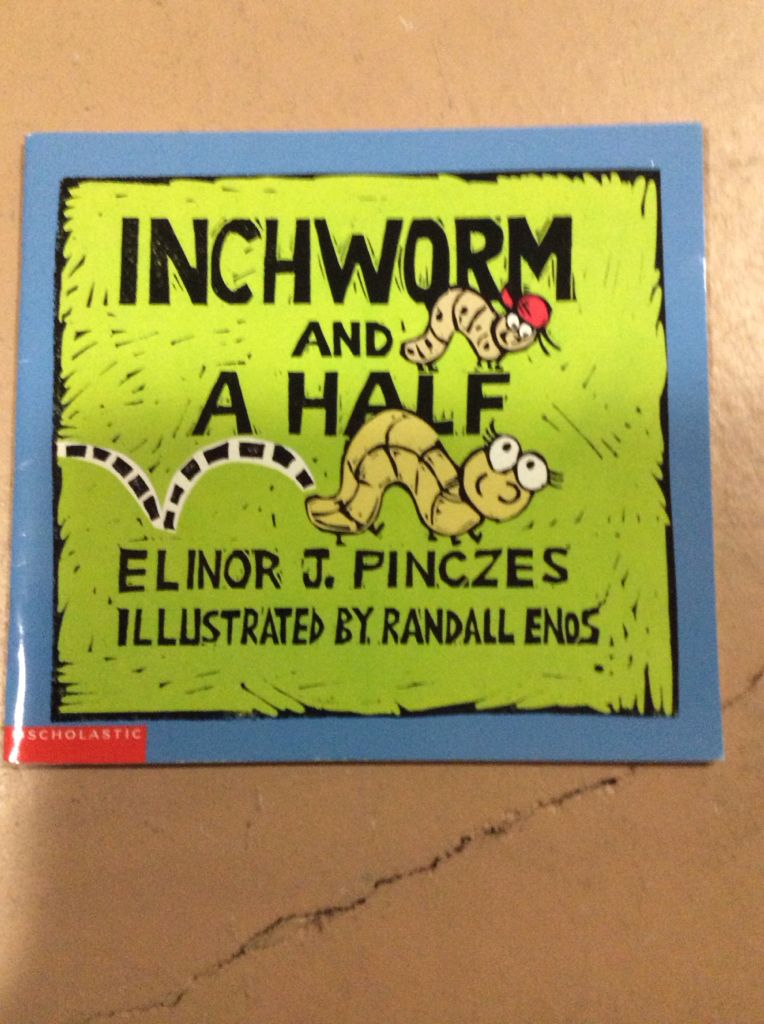 INCHWORM
AND
A HALF
ELINOR J. PINCZES
ILLUSTRATED BY RANDALL ENOS
SCHOLASTIC